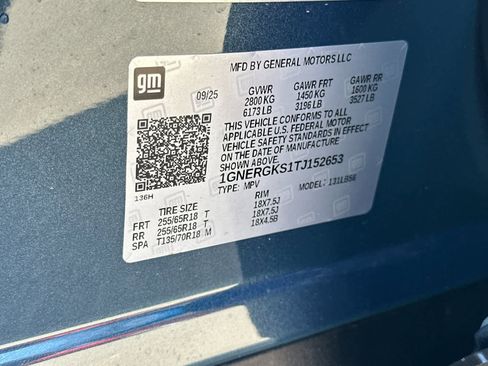 gm
MFD BY GENERAL MOTORS LLC
09/25 GVWR GAWR FRT GAWR RR
2800 KG 1450 KG 1600 KG
6173 LB 3196 LB 3527 LB
THIS VEHICLE CONFORMS TO ALL
APPLICABLE U.S. FEDERAL MOTOR
VEHICLE SAFETY STANDARDS IN
EFFECT ON THE DATE OF MANUFACTURE
SHOWN ABOVE.
1GNERGKS1TJ152653
TYPE: MPV MODEL: 131LB56
136H
TIRE SIZE RIM
FRT 255/65R18 T 18X7.5J
RR 255/65R18 T 18X7.5J
SPA T135/70R18 M 18X4.5B